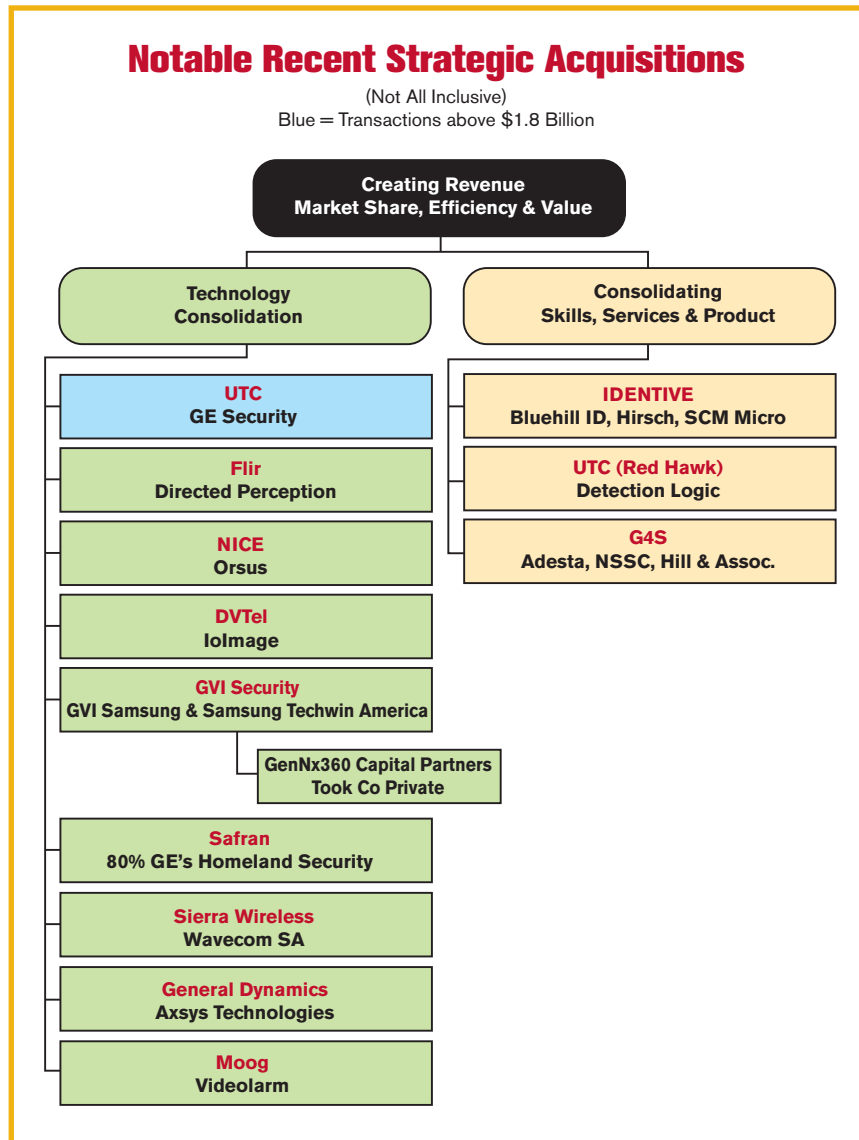 Notable Recent Strategic Acquisitions
(Not All Inclusive)
Blue = Transactions above $1.8 Billion
Creating Revenue
Market Share, Efficiency & Value
Technology
Consolidation
UTC
GE Security
Flir
Directed Perception
NICE
Orsus
DVTel
IoImage
GVI Security
GVI Samsung & Samsung Techwin America
GenNx360 Capital Partners
Took Co Private
Safran
80% GE's Homeland Security
Sierra Wireless
Wavecom SA
General Dynamics
Axsys Technologies
Moog
Videolarm
Consolidating
Skills, Services & Product
IDENTIVE
Bluehill ID, Hirsch, SCM Micro
UTC (Red Hawk)
Detection Logic
G4S
Adesta, NSSC, Hill & Assoc.